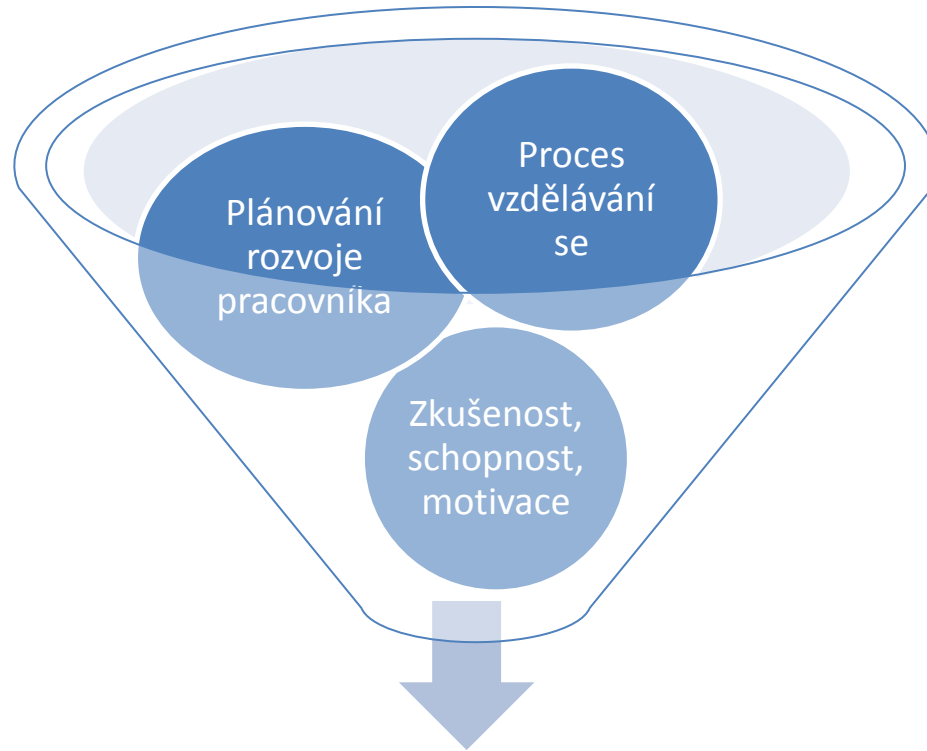 Proces
vzdělávání
se
Plánování
rozvoje
pracovníka
Zkušenost,
schopnost,
motivace